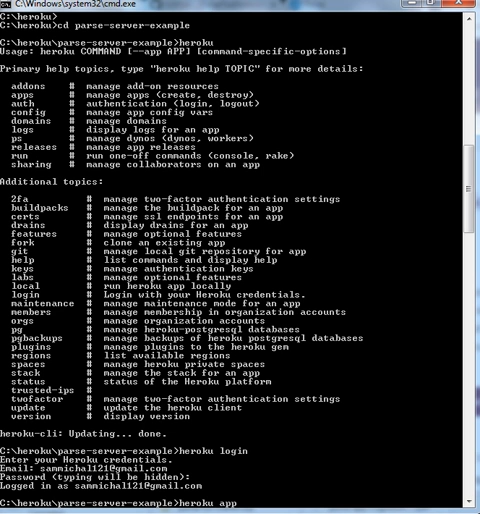 C:\Windows\system32\cmd.exe
C:\heroku>
C:\heroku>cd parse-server-example
C:\heroku\parse-server-example>heroku
Usage: heroku COMMAND [--app APP] [command-specific-options]
Primary help topics, type "heroku help TOPIC" for more details:
addons # manage add-on resources
apps # manage apps (create, destroy)
auth # authentication (login, logout)
config # manage app config vars
domains # manage domains
logs # display logs for an app
ps # manage dynos (dynos, workers)
releases # manage app releases
run # run one-off commands (console, rake)
sharing # manage collaborators on an app
Additional topics:
2fa # manage two-factor authentication settings
buildpacks # manage the buildpack for an app
certs # manage ssl endpoints for an app
drains # display drains for an app
features # manage optional features
fork # clone an existing app
git # manage local git repository for app
help # list commands and display help
keys # manage authentication keys
labs # manage optional features
local # run heroku app locally
login # Login with your Heroku credentials.
maintenance # manage maintenance mode for an app
members # manage membership in organization accounts
orgs # manage organization accounts
pg # manage heroku-postgresql databases
pgbackups # manage backups of heroku postgresql databases
plugins # manage plugins to the heroku gem
regions # list available regions
spaces # manage heroku private spaces
stack # manage the stack for an app
status # status of the Heroku platform
trusted-ips #
twofactor # manage two-factor authentication settings
update # update the heroku client
version # display version
heroku-cli: Updating... done.
C:\heroku\parse-server-example>heroku login
Enter your Heroku credentials.
Email: sammichal121@gmail.com
Password (typing will be hidden):
Logged in as sammichal121@gmail.com
C:\heroku\parse-server-example>heroku app